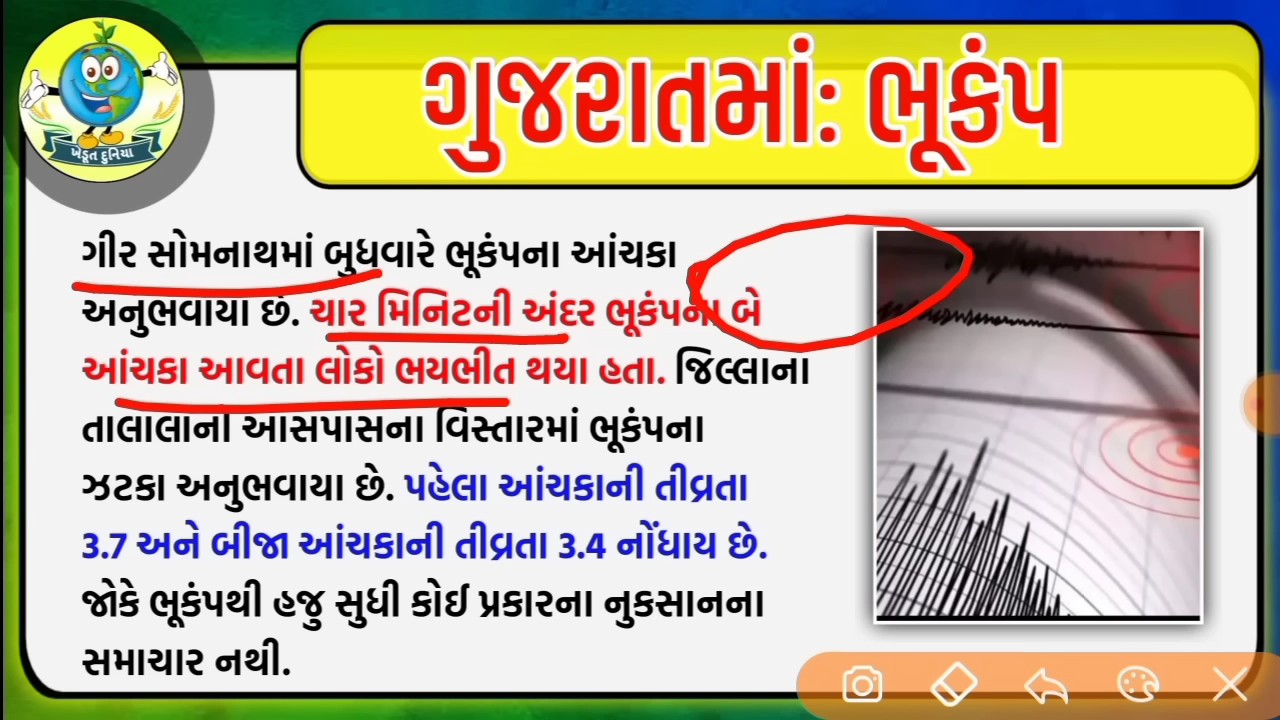 ખેડૂત દુનિયા
ગુજરાતમાં: ભૂકંપ
ગીર સોમનાથમાં બુધવારે ભૂકંપના આંચકા
અનુભવાયા છે. ચાર મિનિટની અંદર ભૂકંપના બે
આંચકા આવતા લોકો ભયભીત થયા હતા. જિલ્લાના
તાલાલાની આસપાસના વિસ્તારમાં ભૂકંપના
ઝટકા અનુભવાયા છે. પહેલા આંચકાની તીવ્રતા
3.7 અને બીજા આંચકાની તીવ્રતા 3.4 નોંધાય છે.
જોકે ભૂકંપથી હજુ સુધી કોઈ પ્રકારના નુકસાનના
સમાચાર નથી.